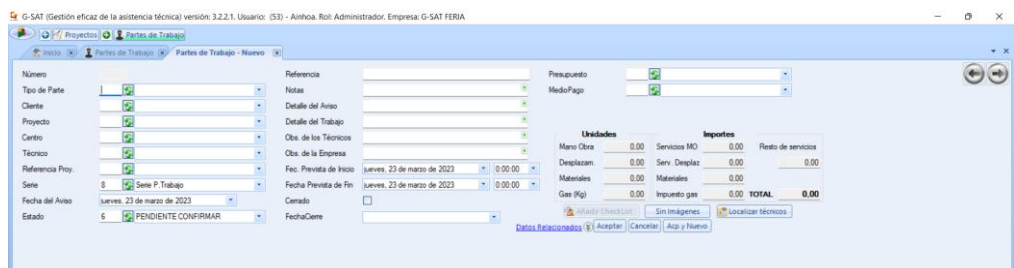 G-SAT (Gestión eficaz de la asistencia técnica) versión: 3.2.2.1. Usuario: (53) - Ainhoa. Rol: Administrador. Empresa: G-SAT FERIA
Proyectos Partes de Trabajo
Inicio Partes de Trabajo Partes de Trabajo - Nuevo
Número Referencia Presupuesto
Tipo de Parte Notas MedioPago
Cliente Detalle del Aviso
Proyecto Detalle del Trabajo
Centro Obs. de los Técnicos Unidades Importes
Técnico Obs. de la Empresa Mano Obra 0.00 Servicios MO 0.00 Resto de servicios
Referencia Proy. Fec. Prevista de Inicio jueves, 23 de marzo de 2023 0:00:00 Desplazam. 0.00 Serv. Desplaz 0.00 0.00
Serie 8 Serie P.Trabajo Fecha Prevista de Fin jueves, 23 de marzo de 2023 0:00:00 Materiales 0.00 Materiales 0.00
Fecha del Aviso jueves, 23 de marzo de 2023 Cerrado Gas (Kg) 0.00 Impuesto gas 0.00 TOTAL 0.00
Estado 6 PENDIENTE CONFIRMAR FechaCierre Añadir CheckList Sin Imágenes Localizar técnicos
Datos Relacionados Aceptar Cancelar Acp y Nuevo